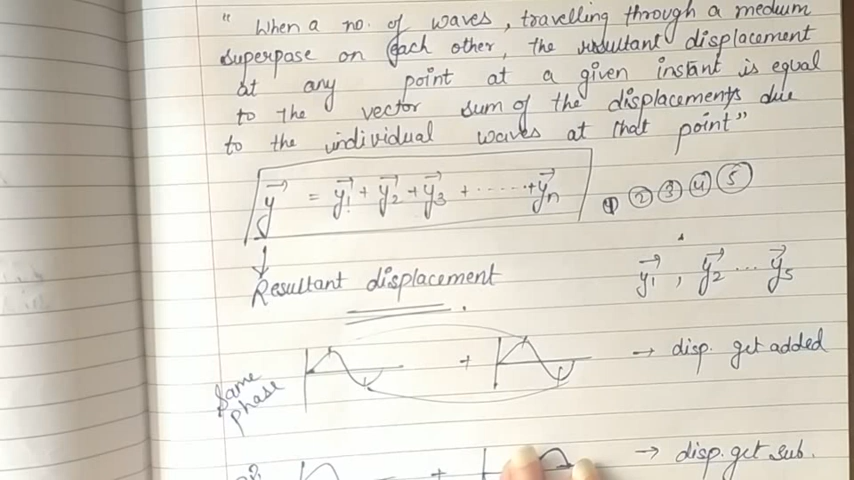 " When a no. of waves, travelling through a medium
superpose on each other, the resultant displacement
at any point at a given instant is equal
to the vector sum of the displacements due
to the individual waves at that point"
y⃗ = y⃗₁ + y⃗₂ + y⃗₃ + ······ + y⃗n ① ② ③ ④ ⑤
↓
Resultant displacement y⃗₁ , y⃗₂ ... y⃗₅
Same phase + → disp. get added
+ → disp. get sub.